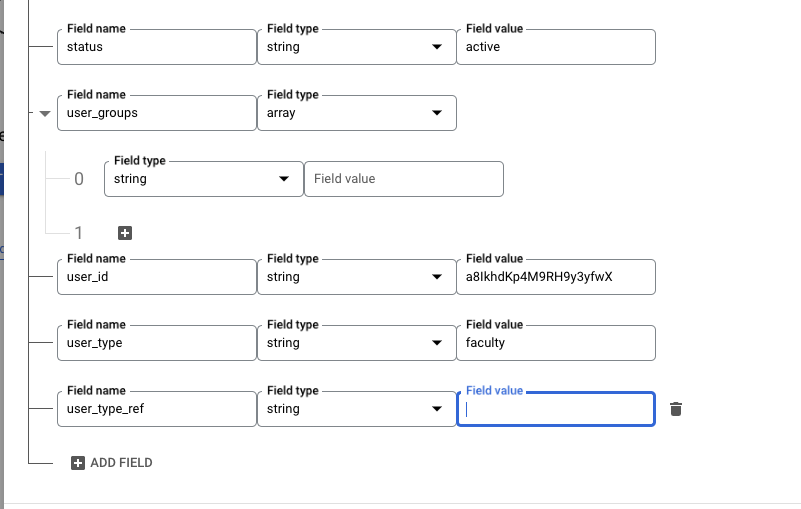 Field name Field type Field value
status string active
Field name Field type
user_groups array
Field type
0 string Field value
1
Field name Field type Field value
user_id string a8IkhdKp4M9RH9y3yfwX
Field name Field type Field value
user_type string faculty
Field name Field type Field value
user_type_ref string
ADD FIELD